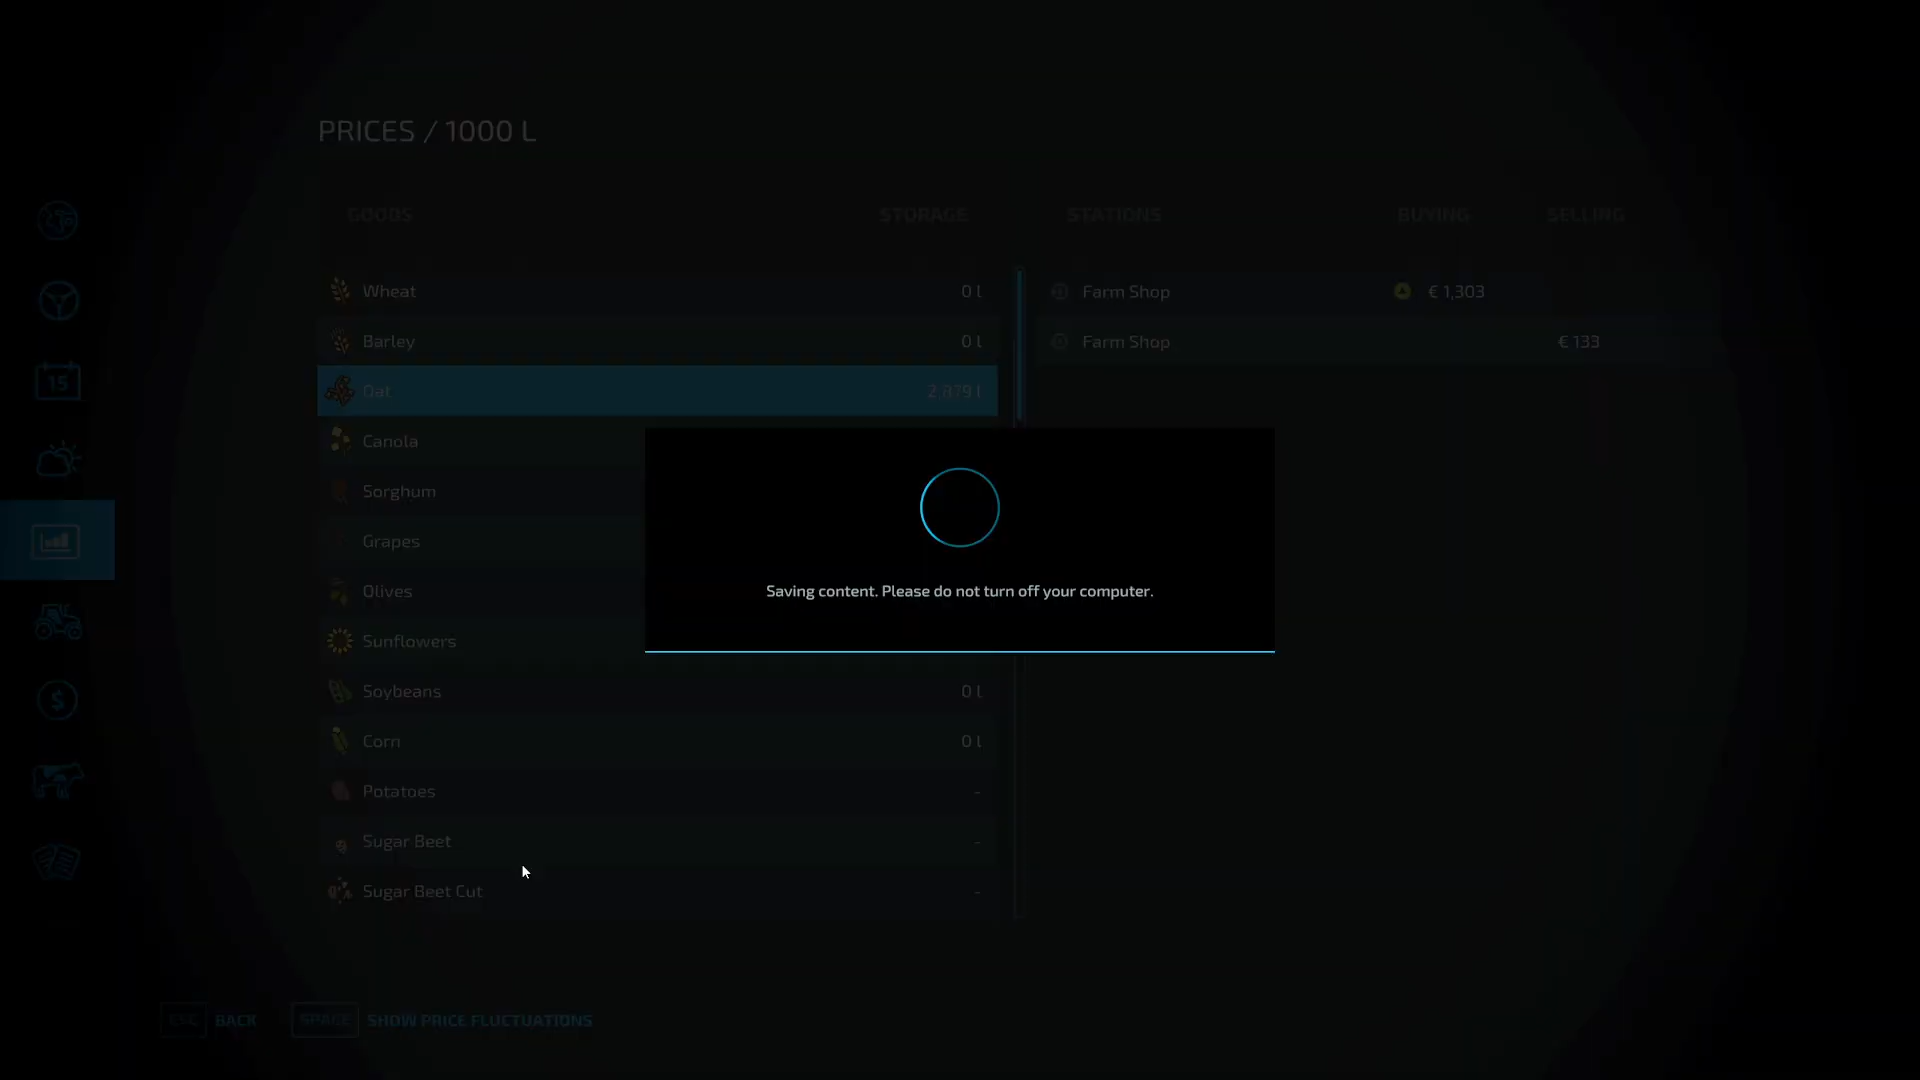 PRICES / 1000 L
GOODS STORAGE STATIONS BUYING SELLING
Wheat 0 l Farm Shop € 1,303
Barley 0 l Farm Shop € 133
15
Oat 2,879 l
Canola
Sorghum
Grapes
Olives
Saving content. Please do not turn off your computer.
Sunflowers
Soybeans 0 l
$
Corn 0 l
Potatoes -
Sugar Beet -
Sugar Beet Cut -
ESC BACK SPACE SHOW PRICE FLUCTUATIONS